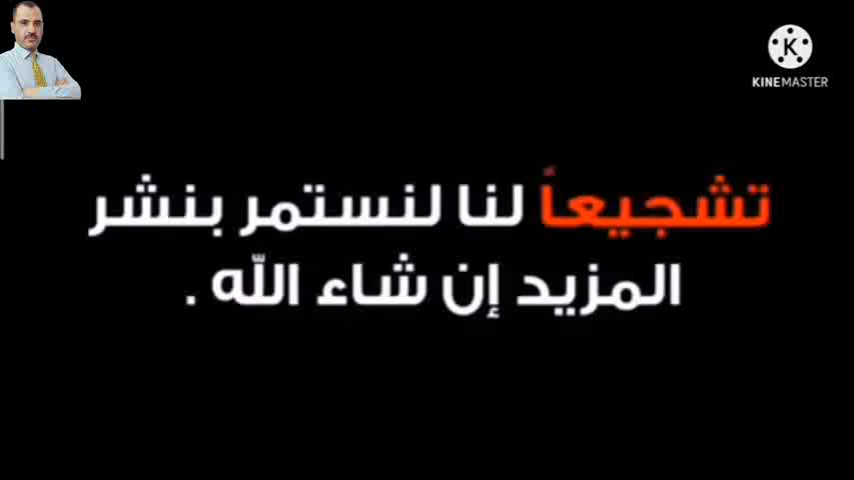 KINEMASTER
تشجيعاً لنا لنستمر بنشر
المزيد إن شاء الله .